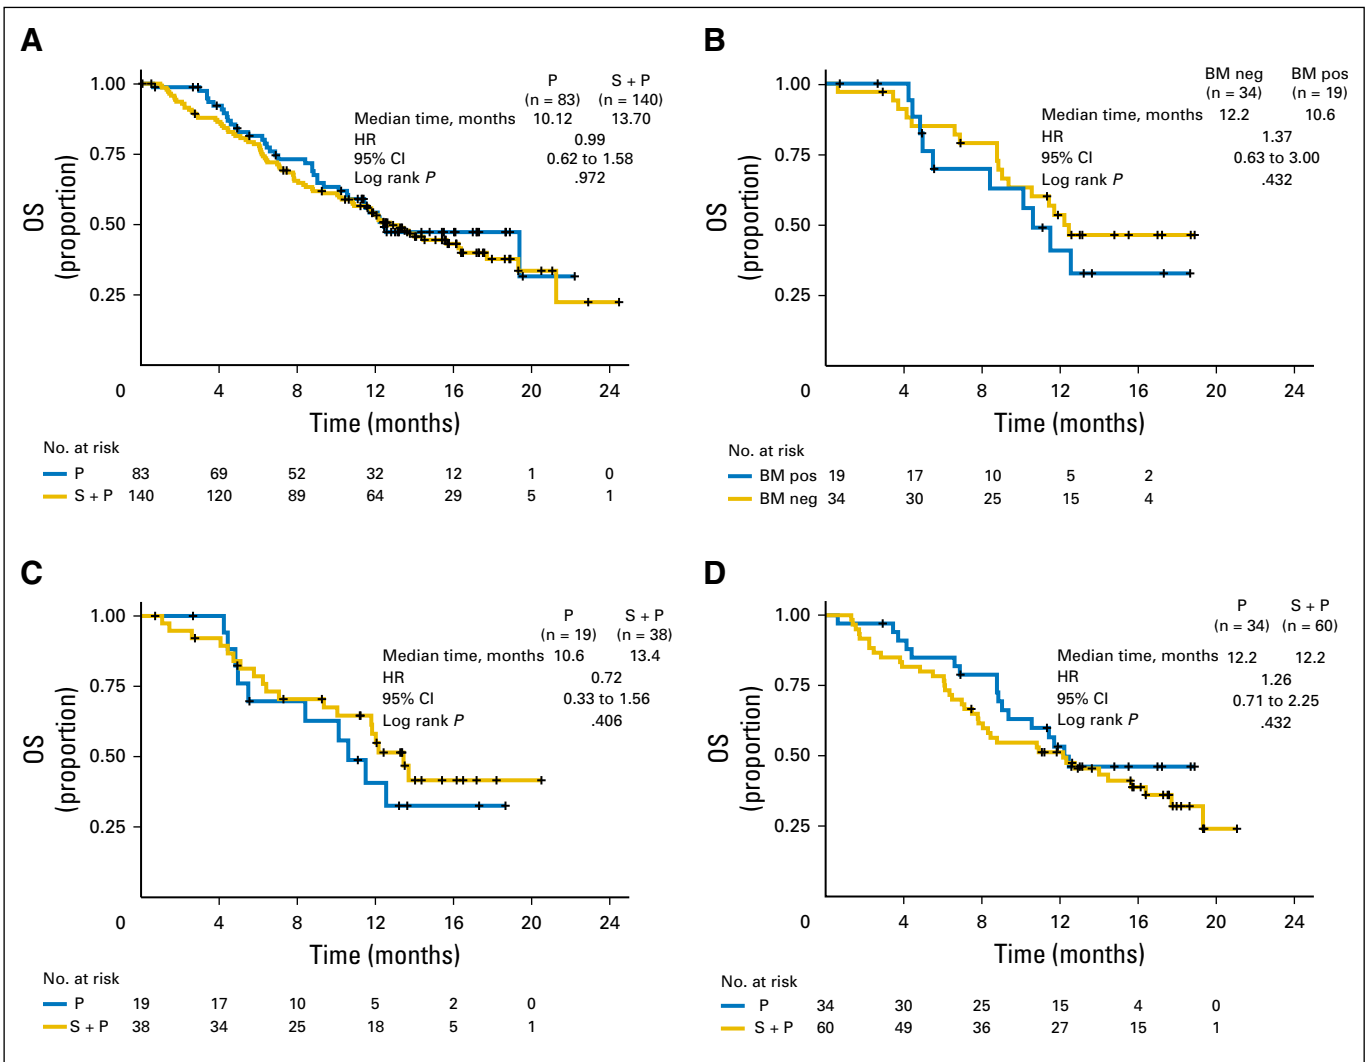 A
P S + P
(n = 83) (n = 140)
Median time, months 10.12 13.70
HR 0.99
95% CI 0.62 to 1.58
Log rank P .972
OS
(proportion)
1.00
0.75
0.50
0.25
0 4 8 12 16 20 24
Time (months)
No. at risk
P 83 69 52 32 12 1 0
S + P 140 120 89 64 29 5 1
B
BM neg BM pos
(n = 34) (n = 19)
Median time, months 12.2 10.6
HR 1.37
95% CI 0.63 to 3.00
Log rank P .432
OS
(proportion)
1.00
0.75
0.50
0.25
0 4 8 12 16 20 24
Time (months)
No. at risk
BM pos 19 17 10 5 2
BM neg 34 30 25 15 4
C
P S + P
(n = 19) (n = 38)
Median time, months 10.6 13.4
HR 0.72
95% CI 0.33 to 1.56
Log rank P .406
OS
(proportion)
1.00
0.75
0.50
0.25
0 4 8 12 16 20 24
Time (months)
No. at risk
P 19 17 10 5 2 0
S + P 38 34 25 18 5 1
D
P S + P
(n = 34) (n = 60)
Median time, months 12.2 12.2
HR 1.26
95% CI 0.71 to 2.25
Log rank P .432
OS
(proportion)
1.00
0.75
0.50
0.25
0 4 8 12 16 20 24
Time (months)
No. at risk
P 34 30 25 15 4 0
S + P 60 49 36 27 15 1